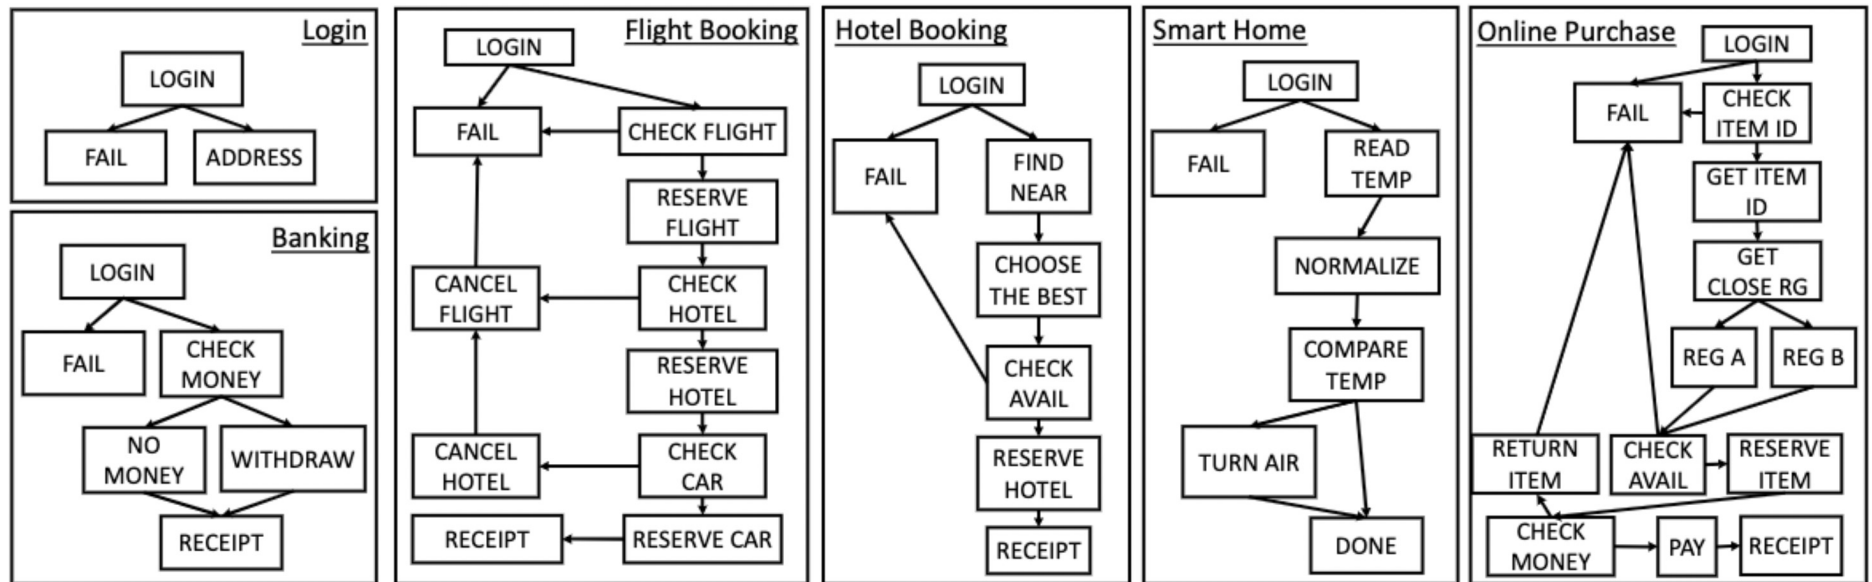 Login
LOGIN
FAIL
ADDRESS
Banking
LOGIN
FAIL
CHECK
MONEY
NO
MONEY
WITHDRAW
RECEIPT
Flight Booking
LOGIN
FAIL
CHECK FLIGHT
RESERVE
FLIGHT
CANCEL
FLIGHT
CHECK
HOTEL
RESERVE
HOTEL
CANCEL
HOTEL
CHECK
CAR
RECEIPT
RESERVE CAR
Hotel Booking
LOGIN
FAIL
FIND
NEAR
CHOOSE
THE BEST
CHECK
AVAIL
RESERVE
HOTEL
RECEIPT
Smart Home
LOGIN
FAIL
READ
TEMP
NORMALIZE
COMPARE
TEMP
TURN AIR
DONE
Online Purchase
LOGIN
FAIL
CHECK
ITEM ID
GET ITEM
ID
GET
CLOSE RG
REG A
REG B
RETURN
ITEM
CHECK
AVAIL
RESERVE
ITEM
CHECK
MONEY
PAY
RECEIPT